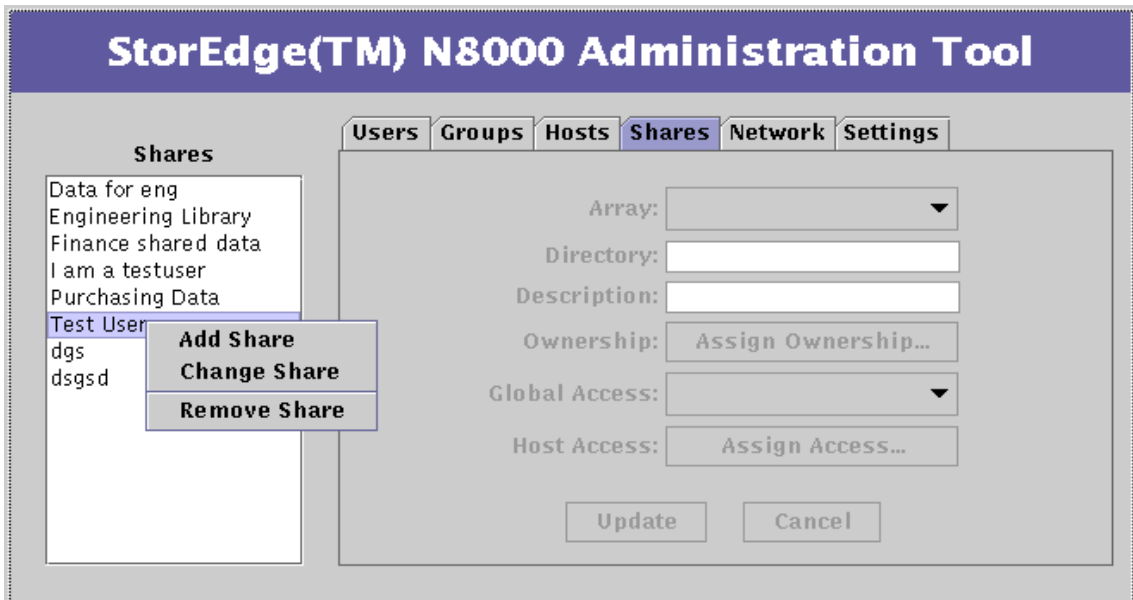 StorEdge(TM) N8000 Administration Tool
Users Groups Hosts Shares Network Settings
Shares
Data for eng
Engineering Library
Finance shared data
I am a testuser
Purchasing Data
Test User
dgs
dsgsd
Add Share
Change Share
Remove Share
Array:
Directory:
Description:
Ownership: Assign Ownership...
Global Access:
Host Access: Assign Access...
Update Cancel